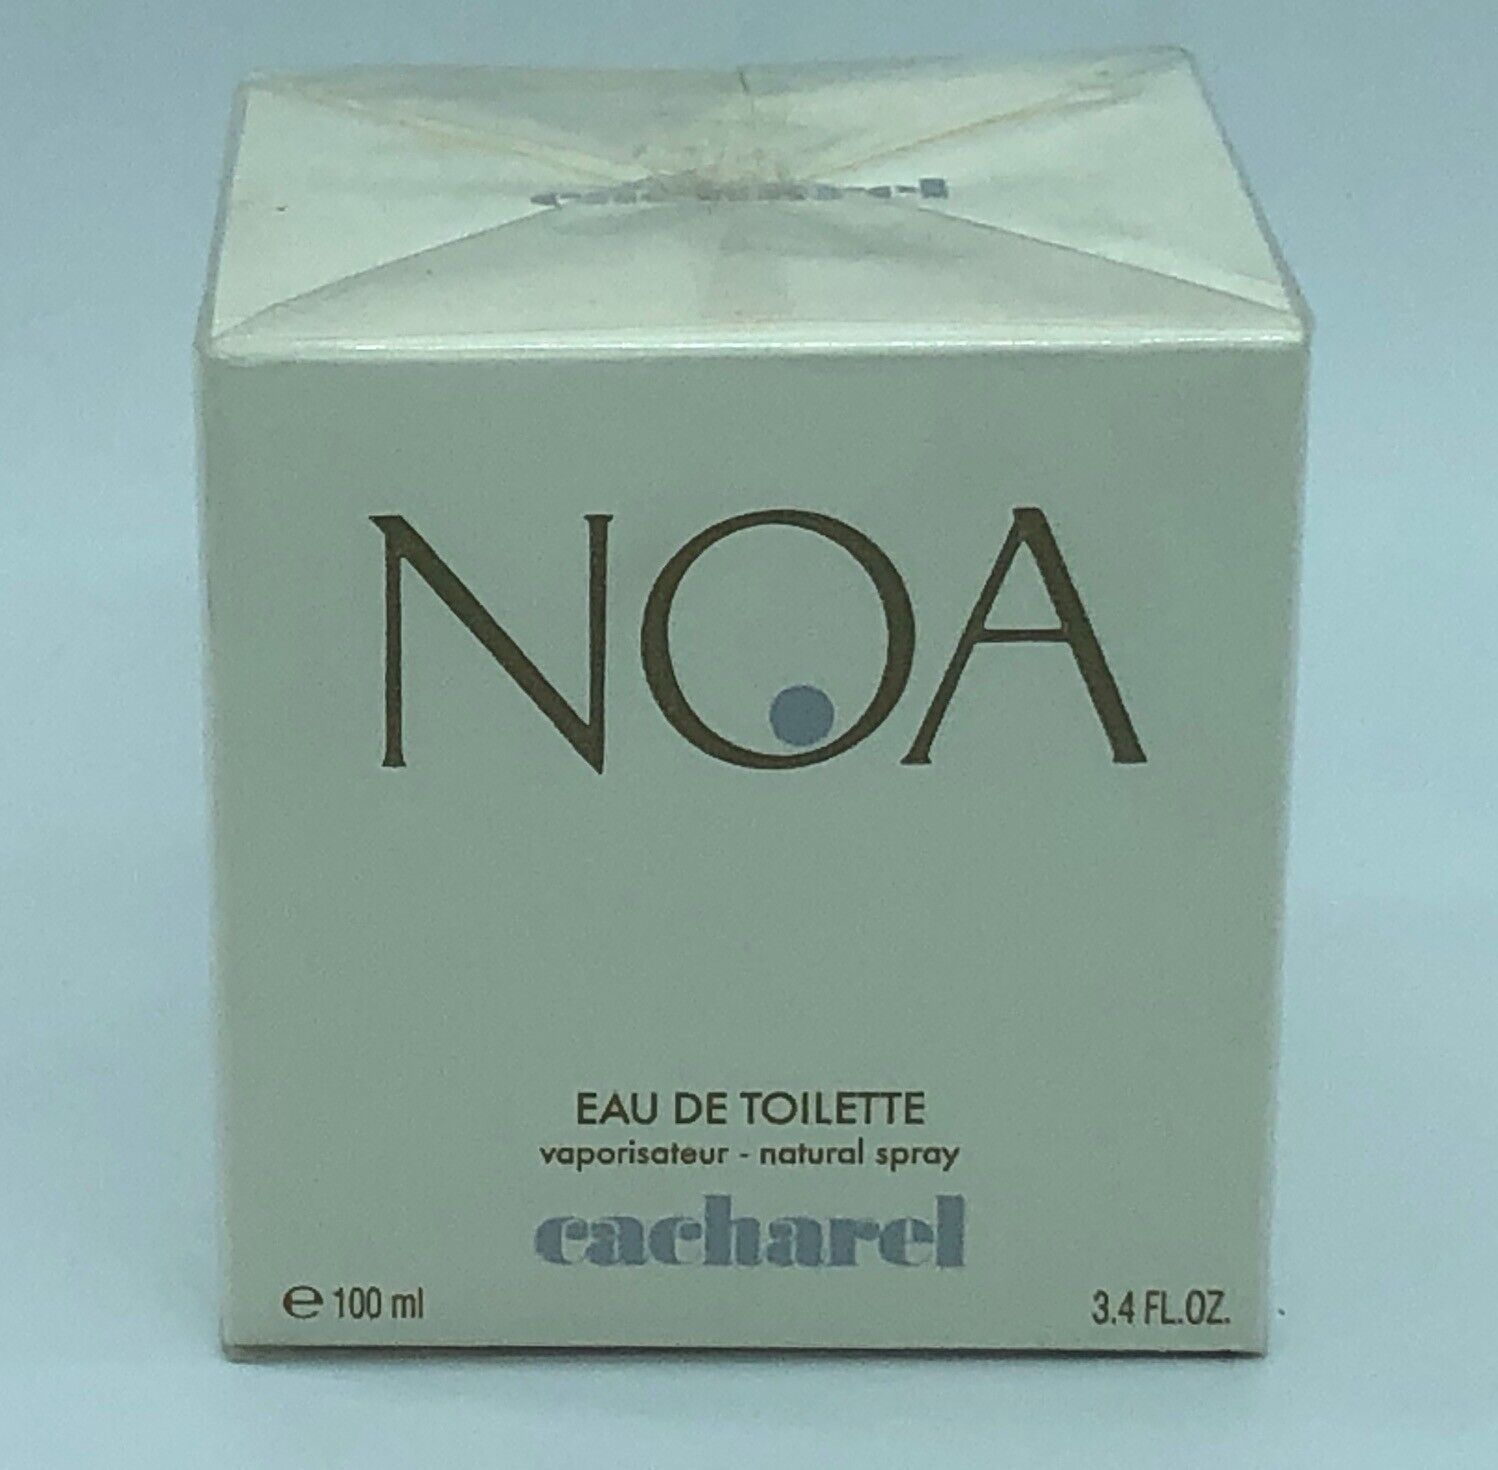 NOA
EAU DE TOILETTE
vaporisateur - natural spray
cacharel
℮ 100 ml
3.4 FL.OZ.